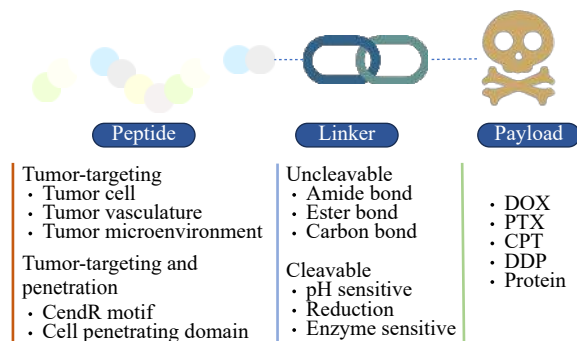 Peptide
Linker
Payload
Tumor-targeting
• Tumor cell
• Tumor vasculature
• Tumor microenvironment
Tumor-targeting and
penetration
• CendR motif
• Cell penetrating domain
Uncleavable
• Amide bond
• Ester bond
• Carbon bond
Cleavable
• pH sensitive
• Reduction
• Enzyme sensitive
• DOX
• PTX
• CPT
• DDP
• Protein